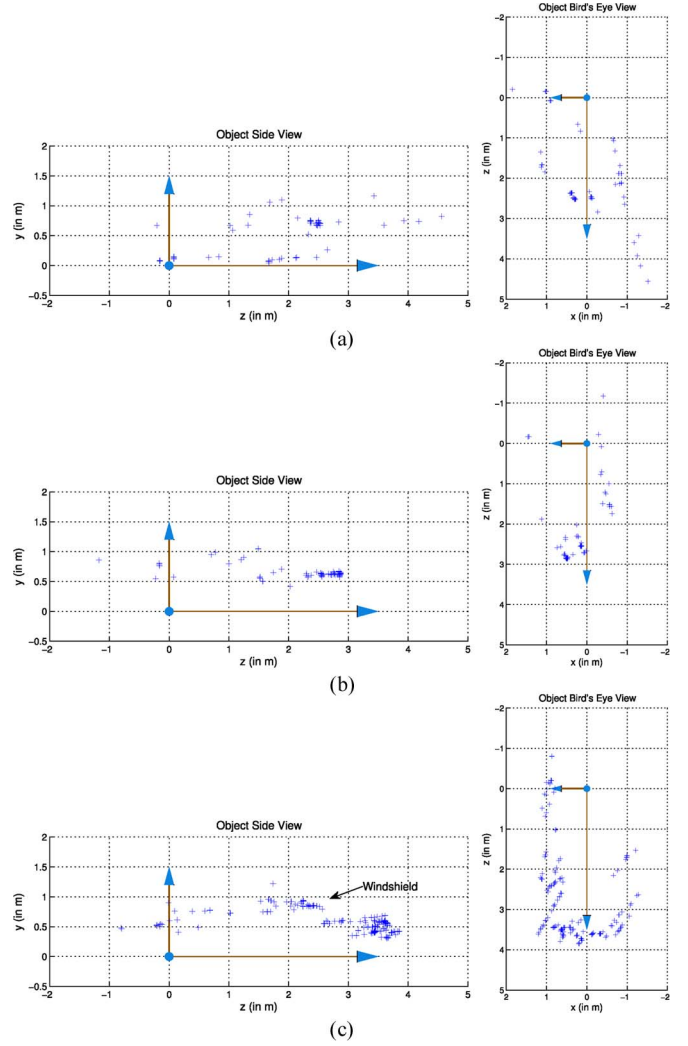 Object Bird's Eye View
−2
−1
0
1
2
3
4
5
z (in m)
2 1 0 −1 −2
x (in m)
Object Side View
2
1.5
1
0.5
0
−0.5
y (in m)
−2 −1 0 1 2 3 4 5
z (in m)
(a)
Object Bird's Eye View
−2
−1
0
1
2
3
4
5
z (in m)
2 1 0 −1 −2
x (in m)
Object Side View
2
1.5
1
0.5
0
−0.5
y (in m)
−2 −1 0 1 2 3 4 5
z (in m)
(b)
Object Bird's Eye View
−2
−1
0
1
2
3
4
5
z (in m)
2 1 0 −1 −2
x (in m)
Object Side View
Windshield
2
1.5
1
0.5
0
−0.5
y (in m)
−2 −1 0 1 2 3 4 5
z (in m)
(c)